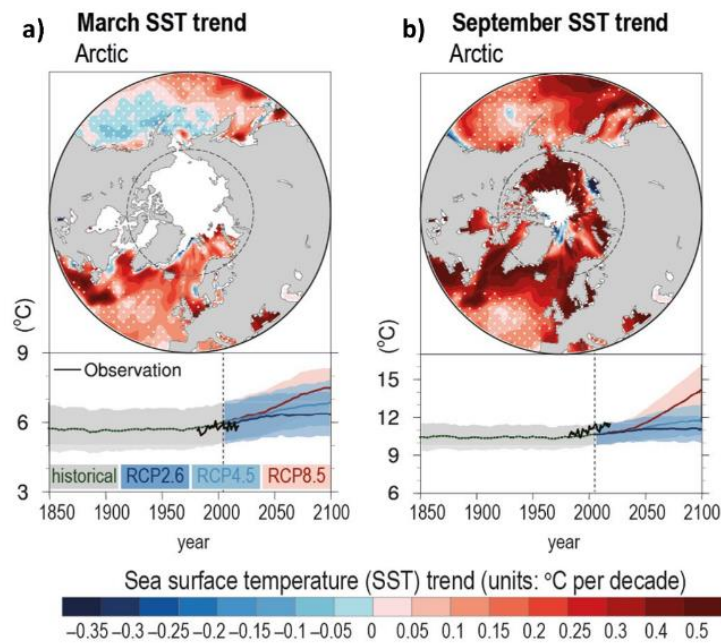 a) March SST trend
Arctic
b) September SST trend
Arctic
(°C)
9
6
3
Observation
historical RCP2.6 RCP4.5 RCP8.5
1850 1900 1950 2000 2050 2100
year
(°C)
15
12
9
6
1850 1900 1950 2000 2050 2100
year
Sea surface temperature (SST) trend (units: °C per decade)
−0.35 −0.3 −0.25 −0.2 −0.15 −0.1 −0.05 0 0.05 0.1 0.15 0.2 0.3 0.4 0.5